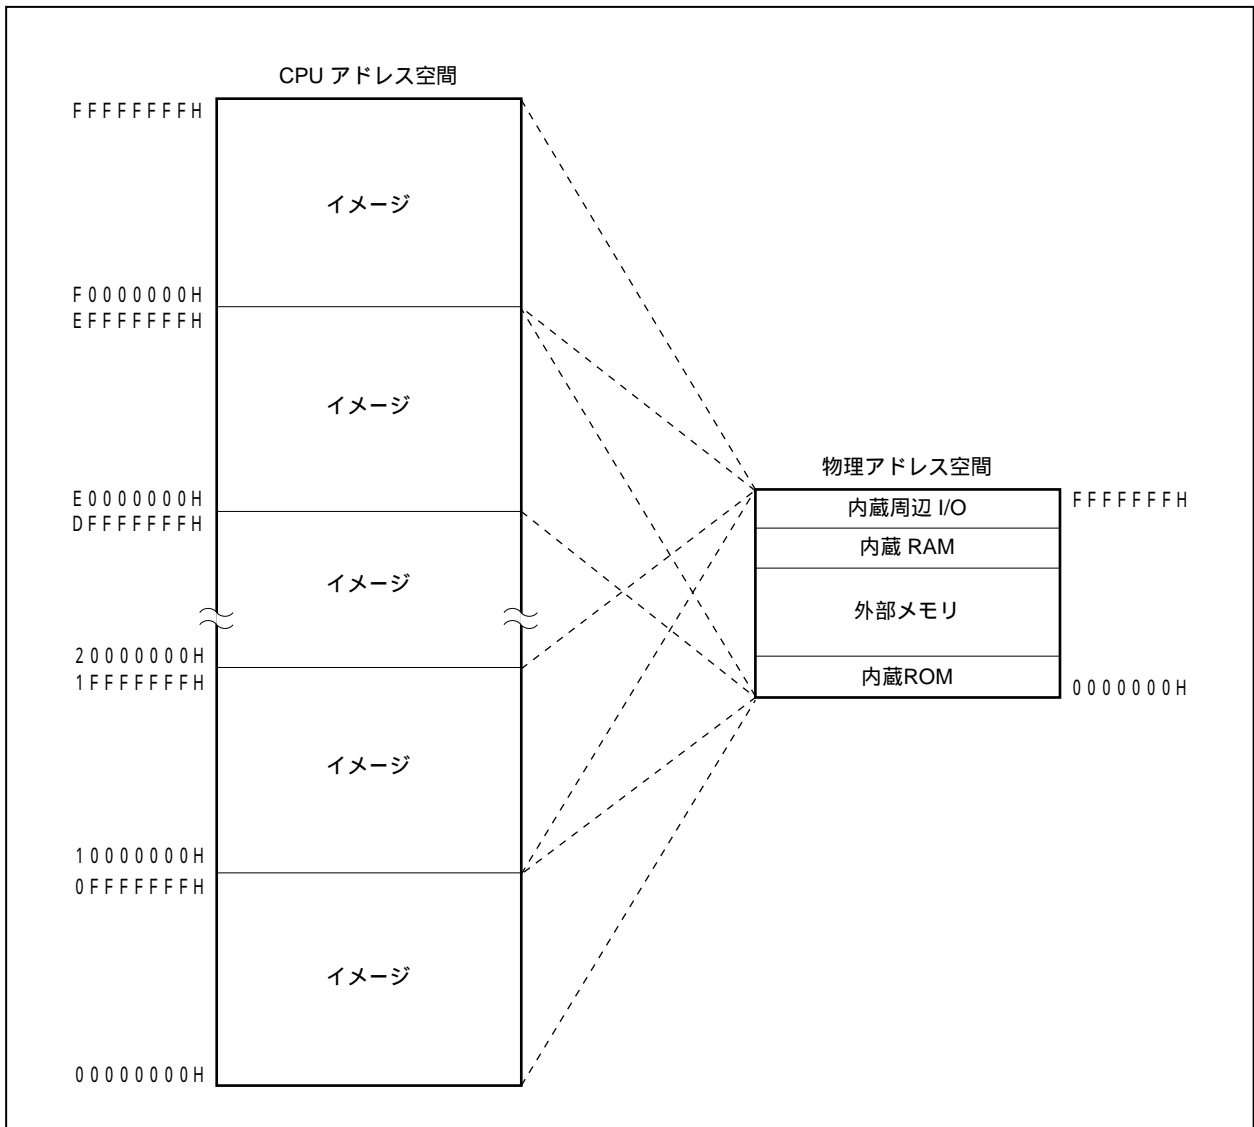 CPU アドレス空間
FFFFFFFFH
イメージ
F0000000H
EFFFFFFFH
イメージ
E0000000H
DFFFFFFFH
イメージ
20000000H
1FFFFFFFH
イメージ
10000000H
0FFFFFFFH
イメージ
00000000H
物理アドレス空間
内蔵周辺 I/O
FFFFFFFH
内蔵 RAM
外部メモリ
内蔵ROM
0000000H